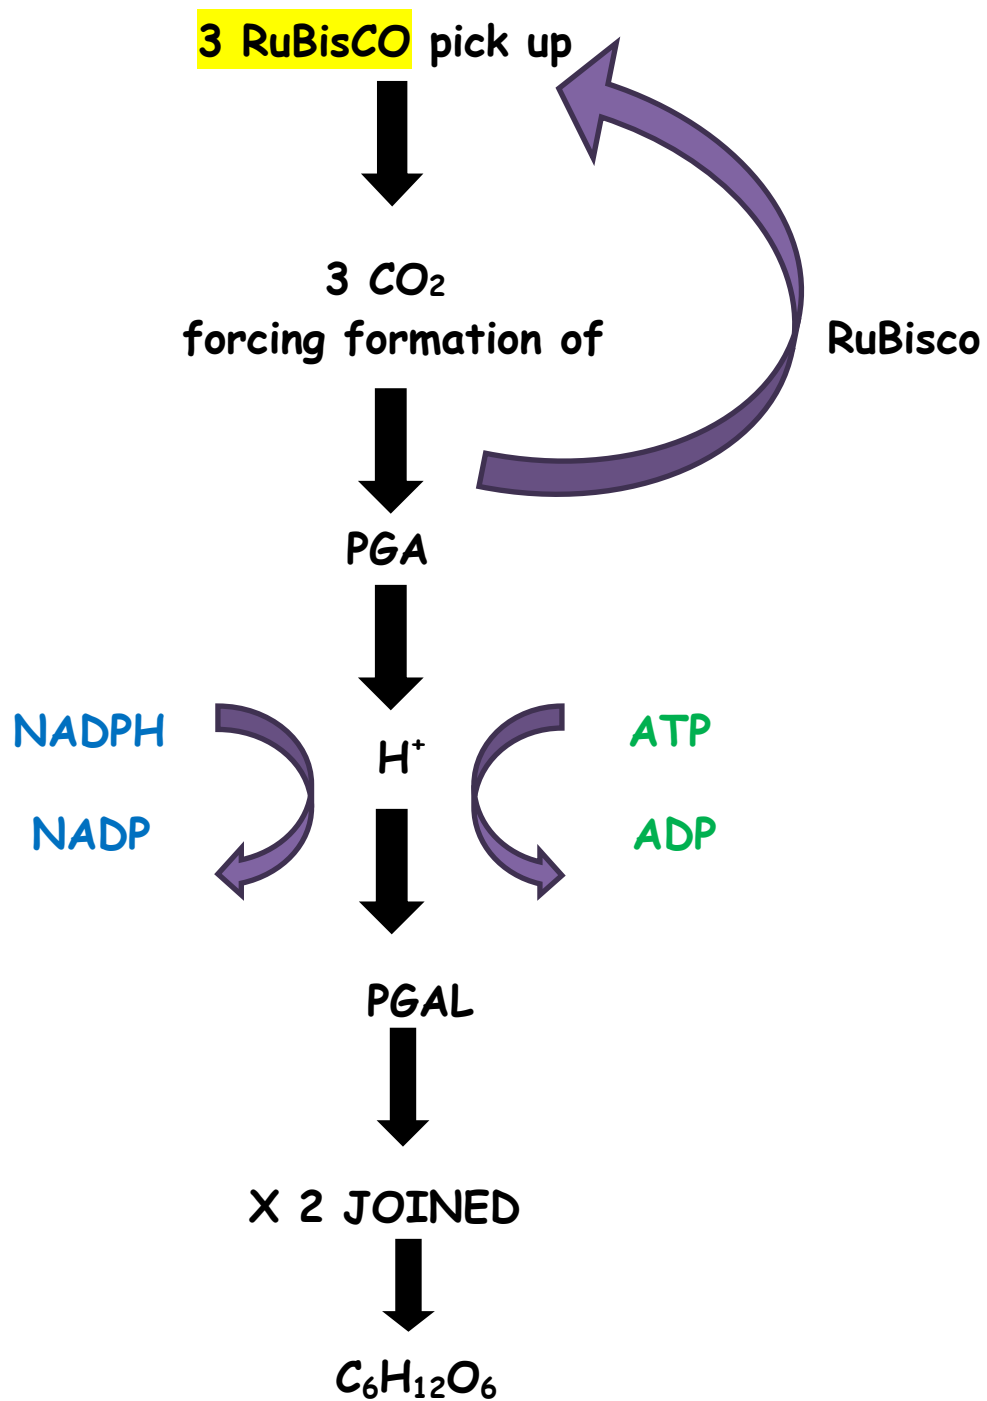 3 RuBisCO pick up
3 CO₂
forcing formation of
RuBisco
PGA
NADPH
H⁺
ATP
NADP
ADP
PGAL
X 2 JOINED
C₆H₁₂O₆